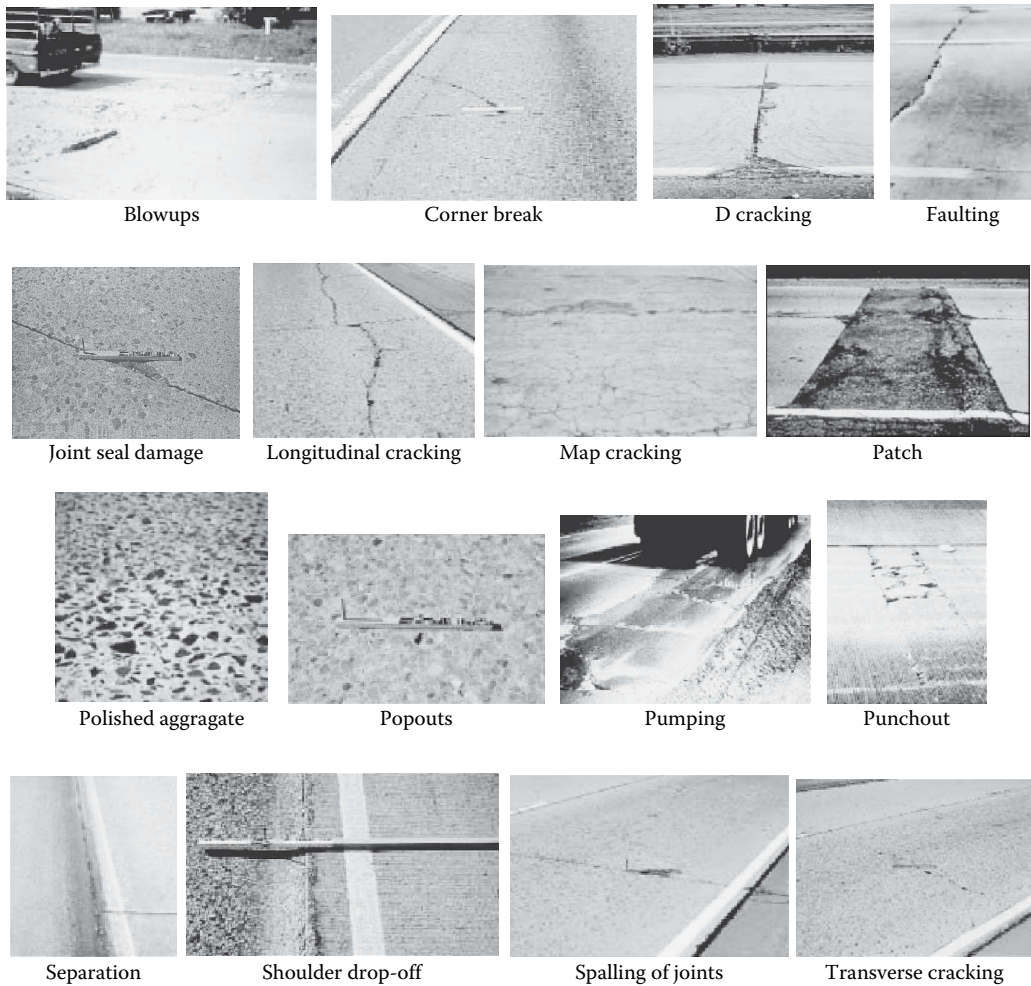 Blowups
Corner break
D cracking
Faulting
Joint seal damage
Longitudinal cracking
Map cracking
Patch
Polished aggragate
Popouts
Pumping
Punchout
Separation
Shoulder drop-off
Spalling of joints
Transverse cracking